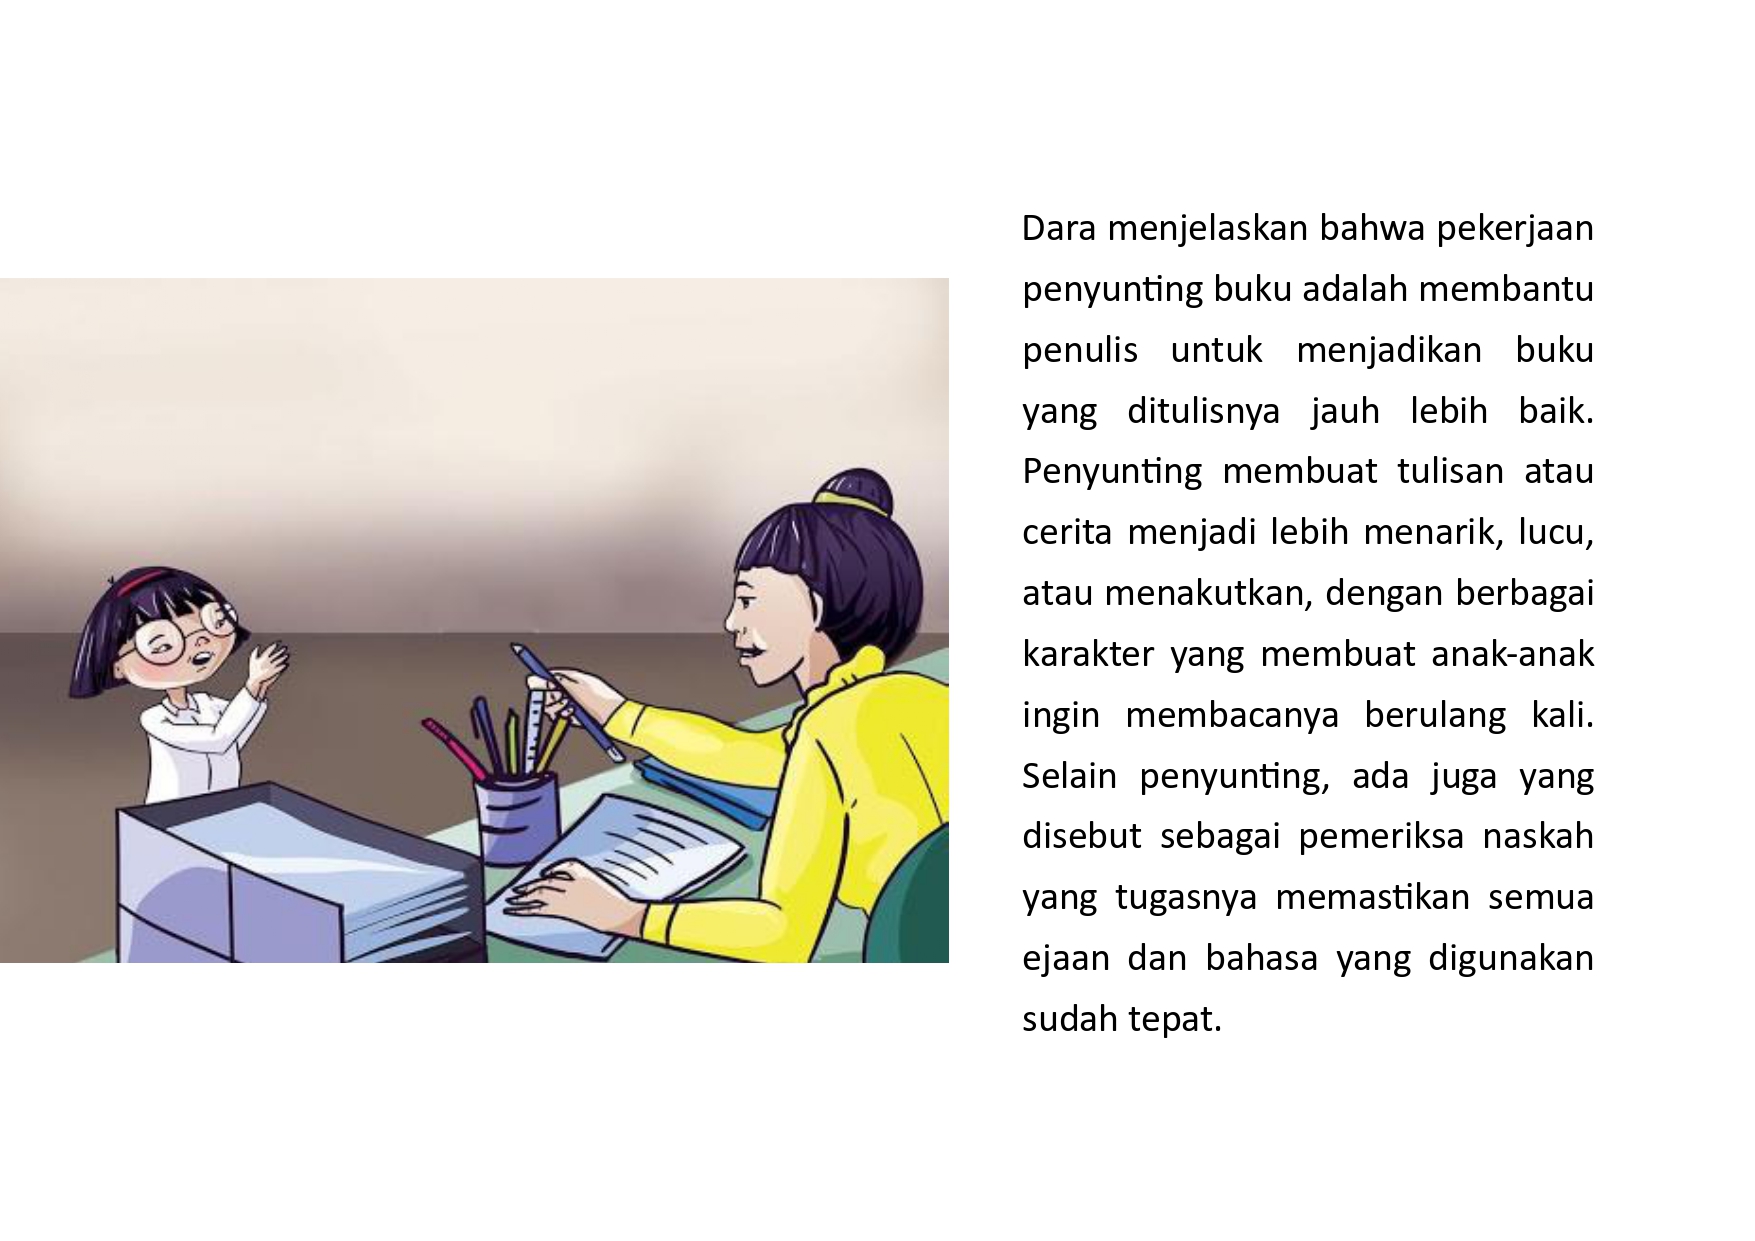 Dara menjelaskan bahwa pekerjaan
penyunting buku adalah membantu
penulis untuk menjadikan buku
yang ditulisnya jauh lebih baik.
Penyunting membuat tulisan atau
cerita menjadi lebih menarik, lucu,
atau menakutkan, dengan berbagai
karakter yang membuat anak-anak
ingin membacanya berulang kali.
Selain penyunting, ada juga yang
disebut sebagai pemeriksa naskah
yang tugasnya memastikan semua
ejaan dan bahasa yang digunakan
sudah tepat.